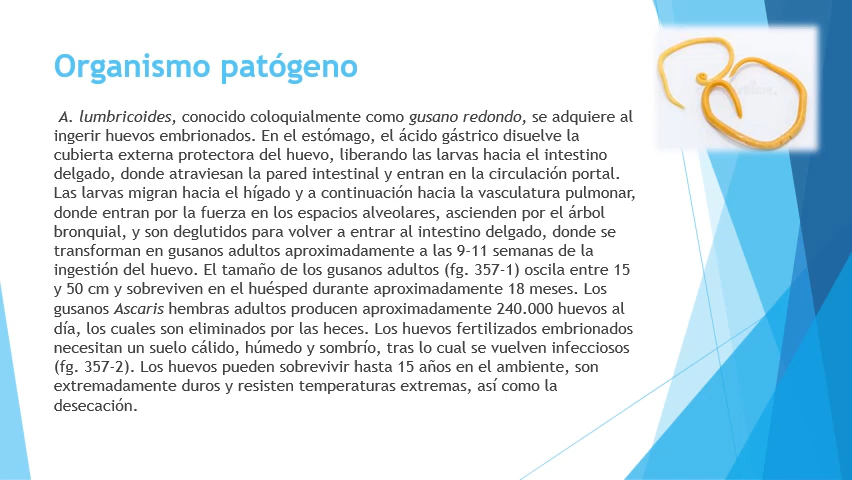 Organismo patógeno
A. lumbricoides, conocido coloquialmente como gusano redondo, se adquiere al
ingerir huevos embrionados. En el estómago, el ácido gástrico disuelve la
cubierta externa protectora del huevo, liberando las larvas hacia el intestino
delgado, donde atraviesan la pared intestinal y entran en la circulación portal.
Las larvas migran hacia el hígado y a continuación hacia la vasculatura pulmonar,
donde entran por la fuerza en los espacios alveolares, ascienden por el árbol
bronquial, y son deglutidos para volver a entrar al intestino delgado, donde se
transforman en gusanos adultos aproximadamente a las 9-11 semanas de la
ingestión del huevo. El tamaño de los gusanos adultos (fg. 357-1) oscila entre 15
y 50 cm y sobreviven en el huésped durante aproximadamente 18 meses. Los
gusanos Ascaris hembras adultos producen aproximadamente 240.000 huevos al
día, los cuales son eliminados por las heces. Los huevos fertilizados embrionados
necesitan un suelo cálido, húmedo y sombrío, tras lo cual se vuelven infecciosos
(fg. 357-2). Los huevos pueden sobrevivir hasta 15 años en el ambiente, son
extremadamente duros y resisten temperaturas extremas, así como la
desecación.